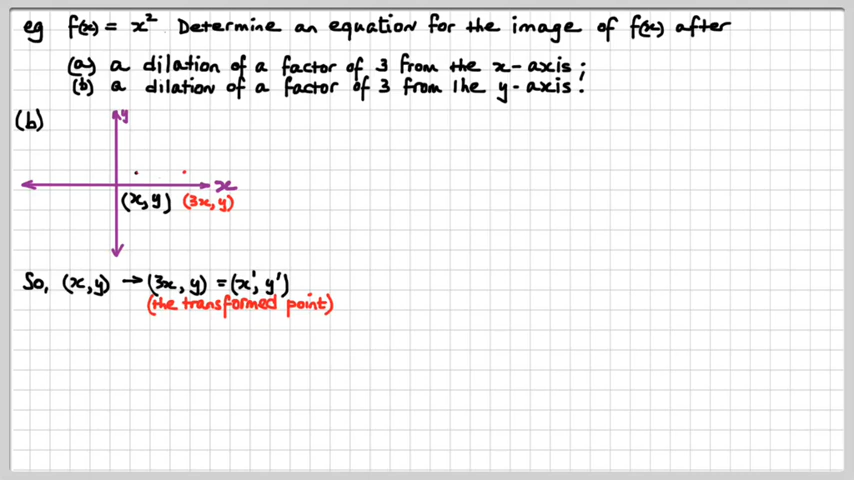 eg f(x) = x² Determine an equation for the image of f(x) after
(a) a dilation of a factor of 3 from the x-axis;
(b) a dilation of a factor of 3 from the y-axis.
(b)
y
x
(x, y) (3x, y)
So, (x, y) → (3x, y) = (x', y')
(the transformed point)